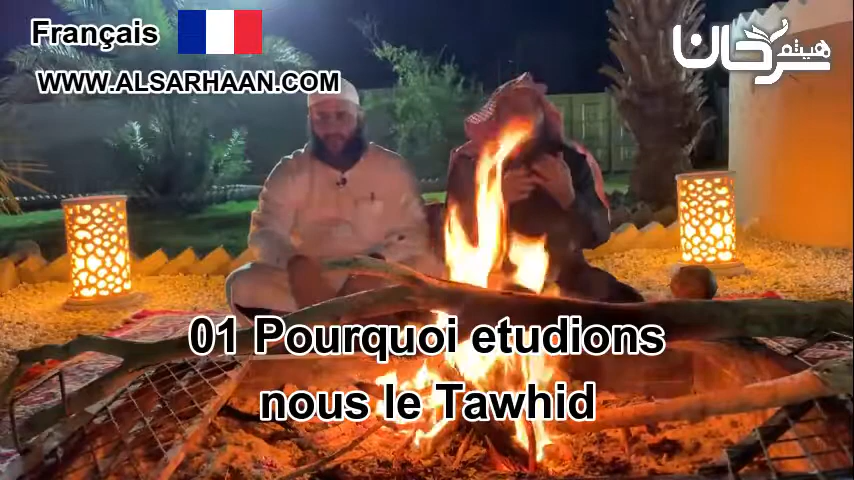 Français
WWW.ALSARHAAN.COM
هيثم
سرحان
01 Pourquoi etudions
nous le Tawhid